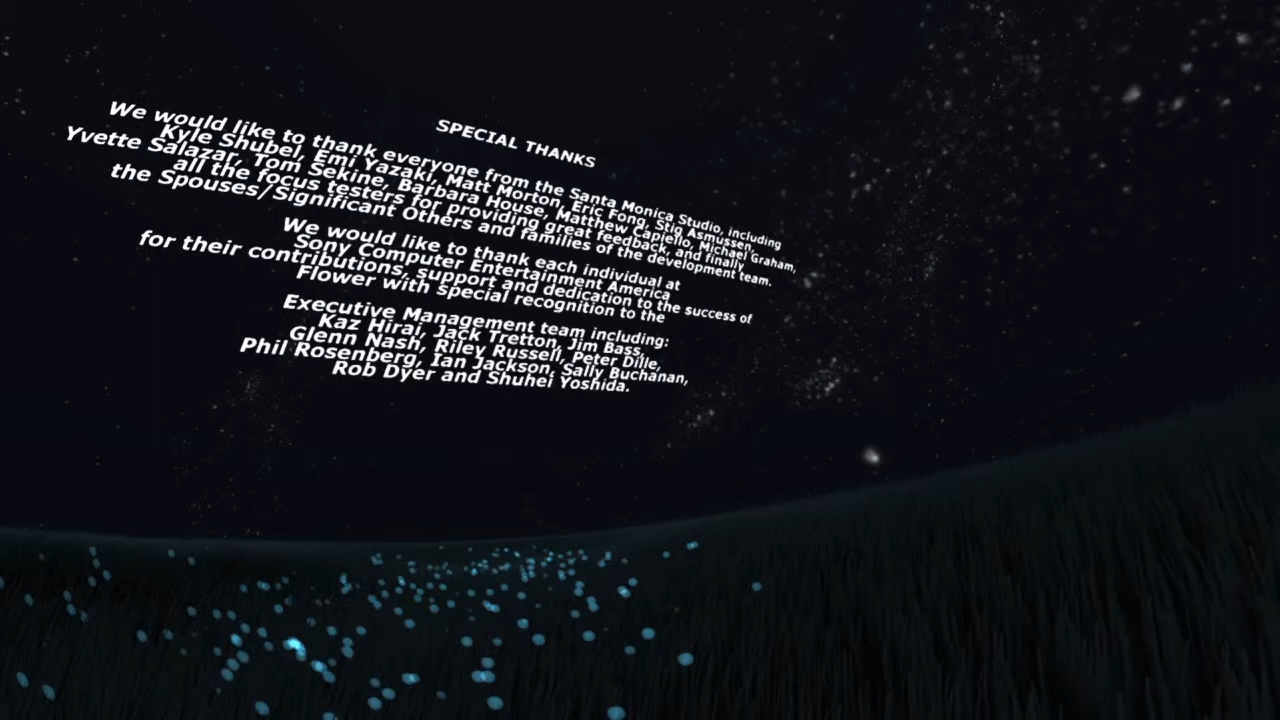 SPECIAL THANKS
We would like to thank everyone from the Santa Monica Studio, including
Kyle Shubel, Emi Yazaki, Matt Morton, Eric Fong, Stig Asmussen,
Yvette Salazar, Tom Sekine, Barbara House, Matthew Capiello, Michael Graham,
all the focus testers for providing great feedback, and finally
the Spouses/Significant Others and families of the development team.
We would like to thank each individual at
Sony Computer Entertainment America
for their contributions, support and dedication to the success of
Flower with special recognition to the
Executive Management team including:
Kaz Hirai, Jack Tretton, Jim Bass,
Glenn Nash, Riley Russell, Peter Dille,
Phil Rosenberg, Ian Jackson, Sally Buchanan,
Rob Dyer and Shuhei Yoshida.